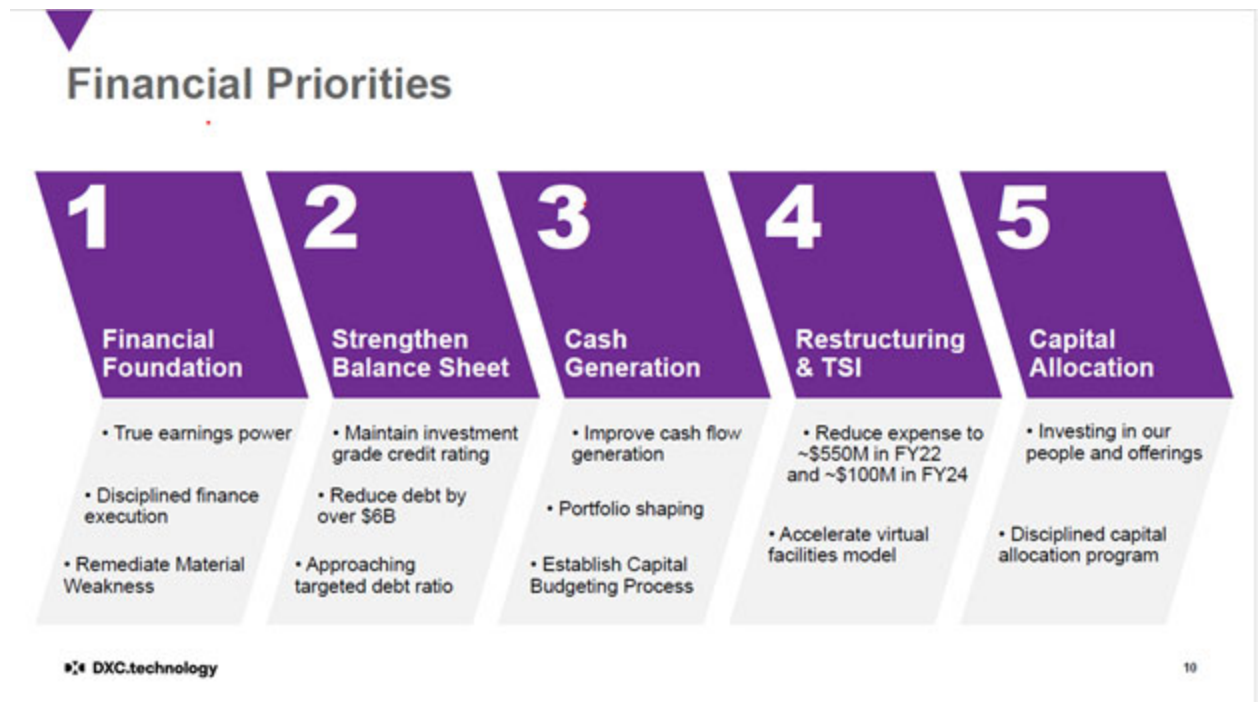 Financial Priorities
1
Financial
Foundation
• True earnings power
• Disciplined finance
execution
• Remediate Material
Weakness
2
Strengthen
Balance Sheet
• Maintain investment
grade credit rating
• Reduce debt by
over $6B
• Approaching
targeted debt ratio
3
Cash
Generation
• Improve cash flow
generation
• Portfolio shaping
• Establish Capital
Budgeting Process
4
Restructuring
& TSI
• Reduce expense to
~$550M in FY22
and ~$100M in FY24
• Accelerate virtual
facilities model
5
Capital
Allocation
• Investing in our
people and offerings
• Disciplined capital
allocation program
DXC.technology
10